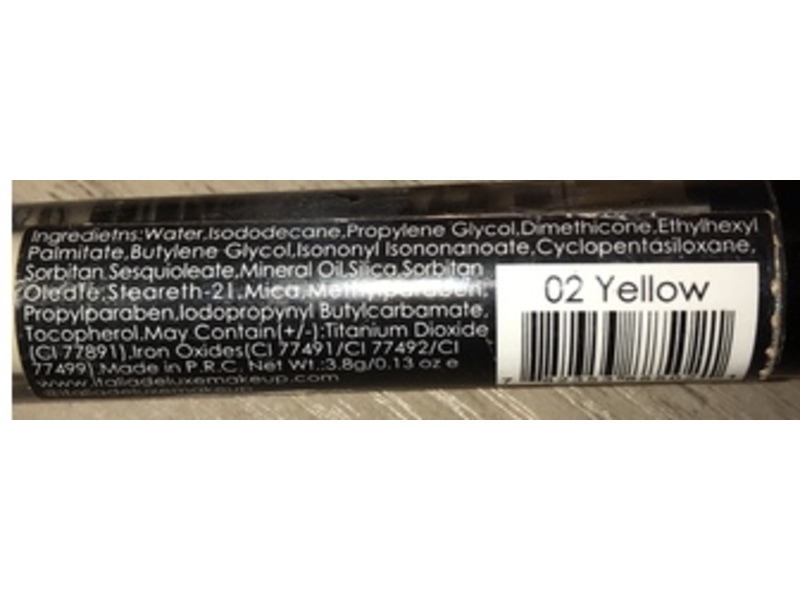 Ingredietns:Water,Isododecane,Propylene Glycol,Dimethicone,Ethylhexyl
Palmitate,Butylene Glycol,Isononyl Isononanoate,Cyclopentasiloxane,
Sorbitan,Sesquioleate,Mineral Oil,Silica,Sorbitan
Oleate,Steareth-21,Mica,Methylparaben,
Propylparaben,Iodopropynyl Butylcarbamate,
Tocopherol.May Contain(+/-):Titanium Dioxide
(CI 77891),Iron Oxides(CI 77491/CI 77492/CI
77499).Made in P.R.C. Net Wt.:3.8g/0.13 oz e
www.italiadeluxemakeup.com
@italiadeluxemakeup
02 Yellow